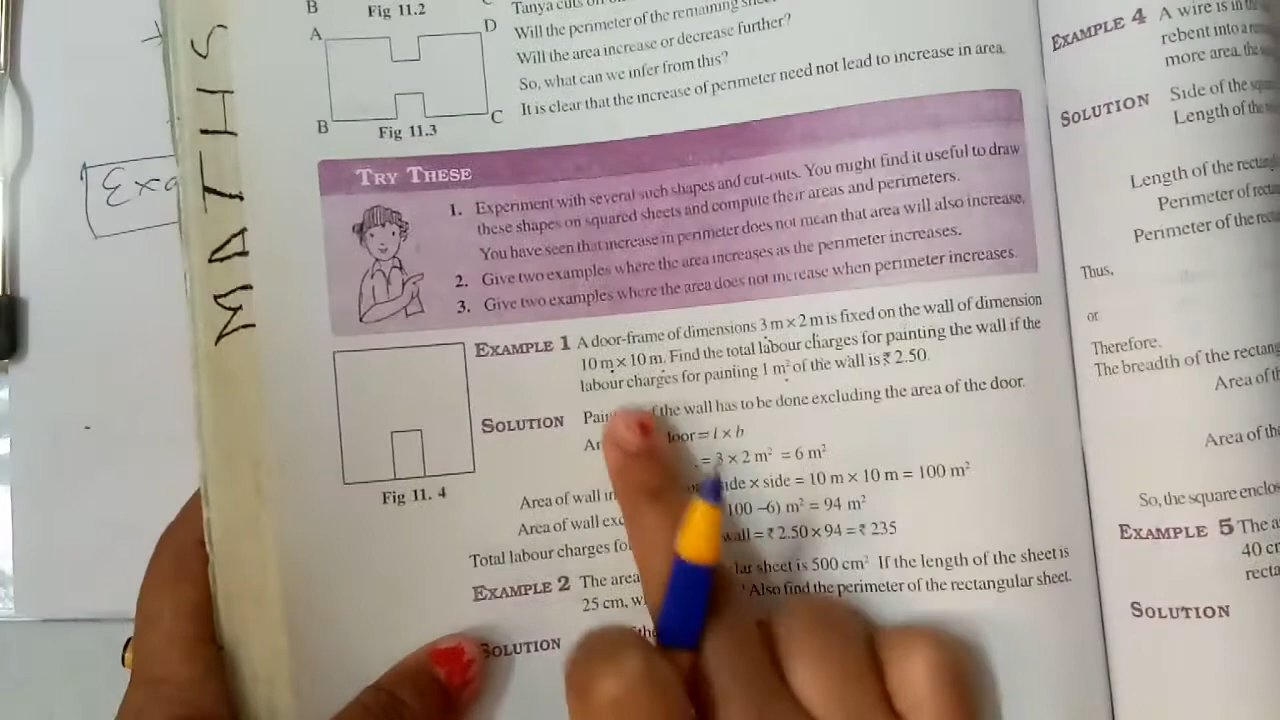 B
Fig 11.2
Tanya cuts
Will the perimeter of the remaining
A
D
Will the area increase or decrease further?
So, what can we infer from this?
It is clear that the increase of perimeter need not lead to increase in area.
B
C
Fig 11.3
TRY THESE
1. Experiment with several such shapes and cut-outs. You might find it useful to draw
these shapes on squared sheets and compute their areas and perimeters.
You have seen that increase in perimeter does not mean that area will also increase.
2. Give two examples where the area increases as the perimeter increases.
3. Give two examples where the area does not increase when perimeter increases.
EXAMPLE 1 A door-frame of dimensions 3 m × 2 m is fixed on the wall of dimension
10 m × 10 m. Find the total labour charges for painting the wall if the
labour charges for painting 1 m² of the wall is ₹ 2.50.
SOLUTION the wall has to be done excluding the area of the door.
= l × b
= 3 × 2 m² = 6 m²
Fig 11. 4
Area of wall × side = 10 m × 10 m = 100 m²
Area of wall 100 –6) m² = 94 m²
Total labour charges wall = ₹ 2.50 × 94 = ₹ 235
EXAMPLE 2 The area sheet is 500 cm² If the length of the sheet is
25 cm, Also find the perimeter of the rectangular sheet.
SOLUTION
EXAMPLE 4 A wire is in
rebent into a
more area, the
SOLUTION Side of the
Length of the
Length of the
Perimeter of
Perimeter of the
Thus,
or
Therefore,
The breadth of the
Area of
Area of the
So, the square
EXAMPLE 5 The
40
SOLUTION
MATHS